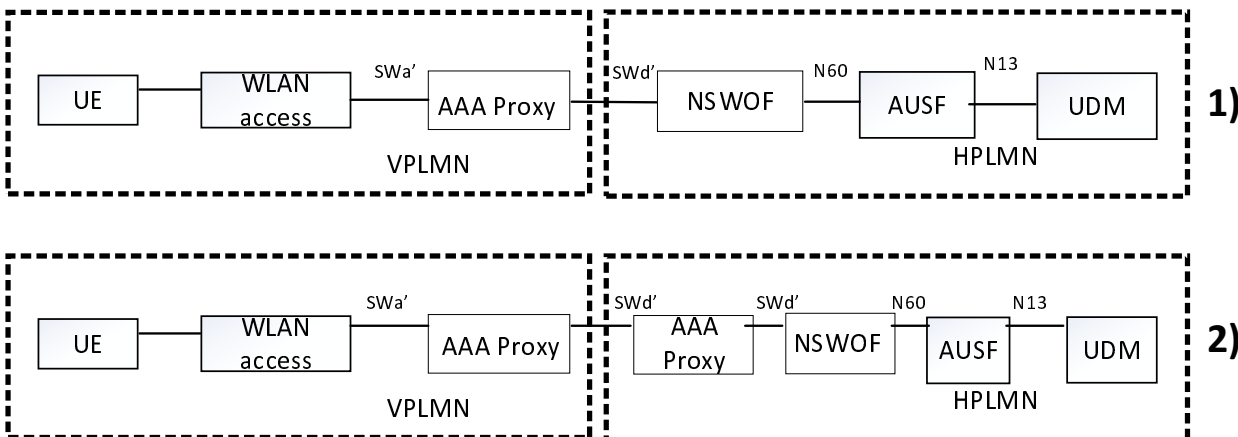 SWa’
SWd’
N60
N13
UE
WLAN
access
AAA Proxy
NSWOF
AUSF
UDM
1)
VPLMN
HPLMN
SWa’
SWd’
SWd’
N60
N13
UE
WLAN
access
AAA Proxy
AAA
Proxy
NSWOF
AUSF
UDM
2)
VPLMN
HPLMN